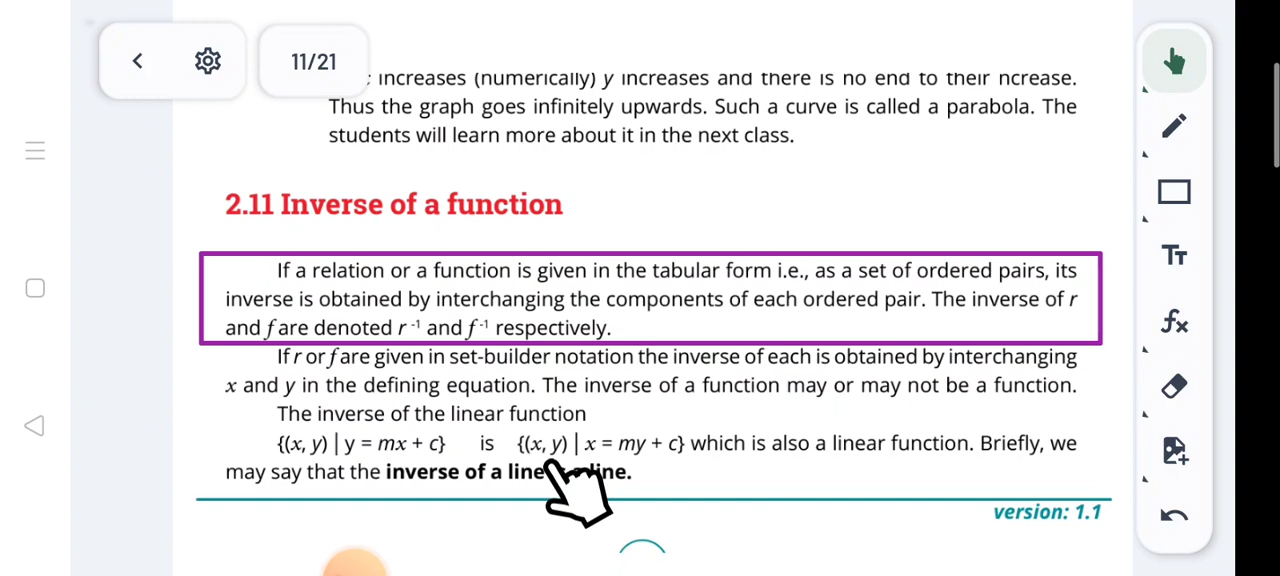 11/21
increases (numerically) y increases and there is no end to their ncrease.
Thus the graph goes infinitely upwards. Such a curve is called a parabola. The
students will learn more about it in the next class.
2.11 Inverse of a function
If a relation or a function is given in the tabular form i.e., as a set of ordered pairs, its
inverse is obtained by interchanging the components of each ordered pair. The inverse of r
and f are denoted r⁻¹ and f⁻¹ respectively.
If r or f are given in set-builder notation the inverse of each is obtained by interchanging
x and y in the defining equation. The inverse of a function may or may not be a function.
The inverse of the linear function
{(x, y) | y = mx + c} is {(x, y) | x = my + c} which is also a linear function. Briefly, we
may say that the inverse of a line line.
version: 1.1
TT
fx